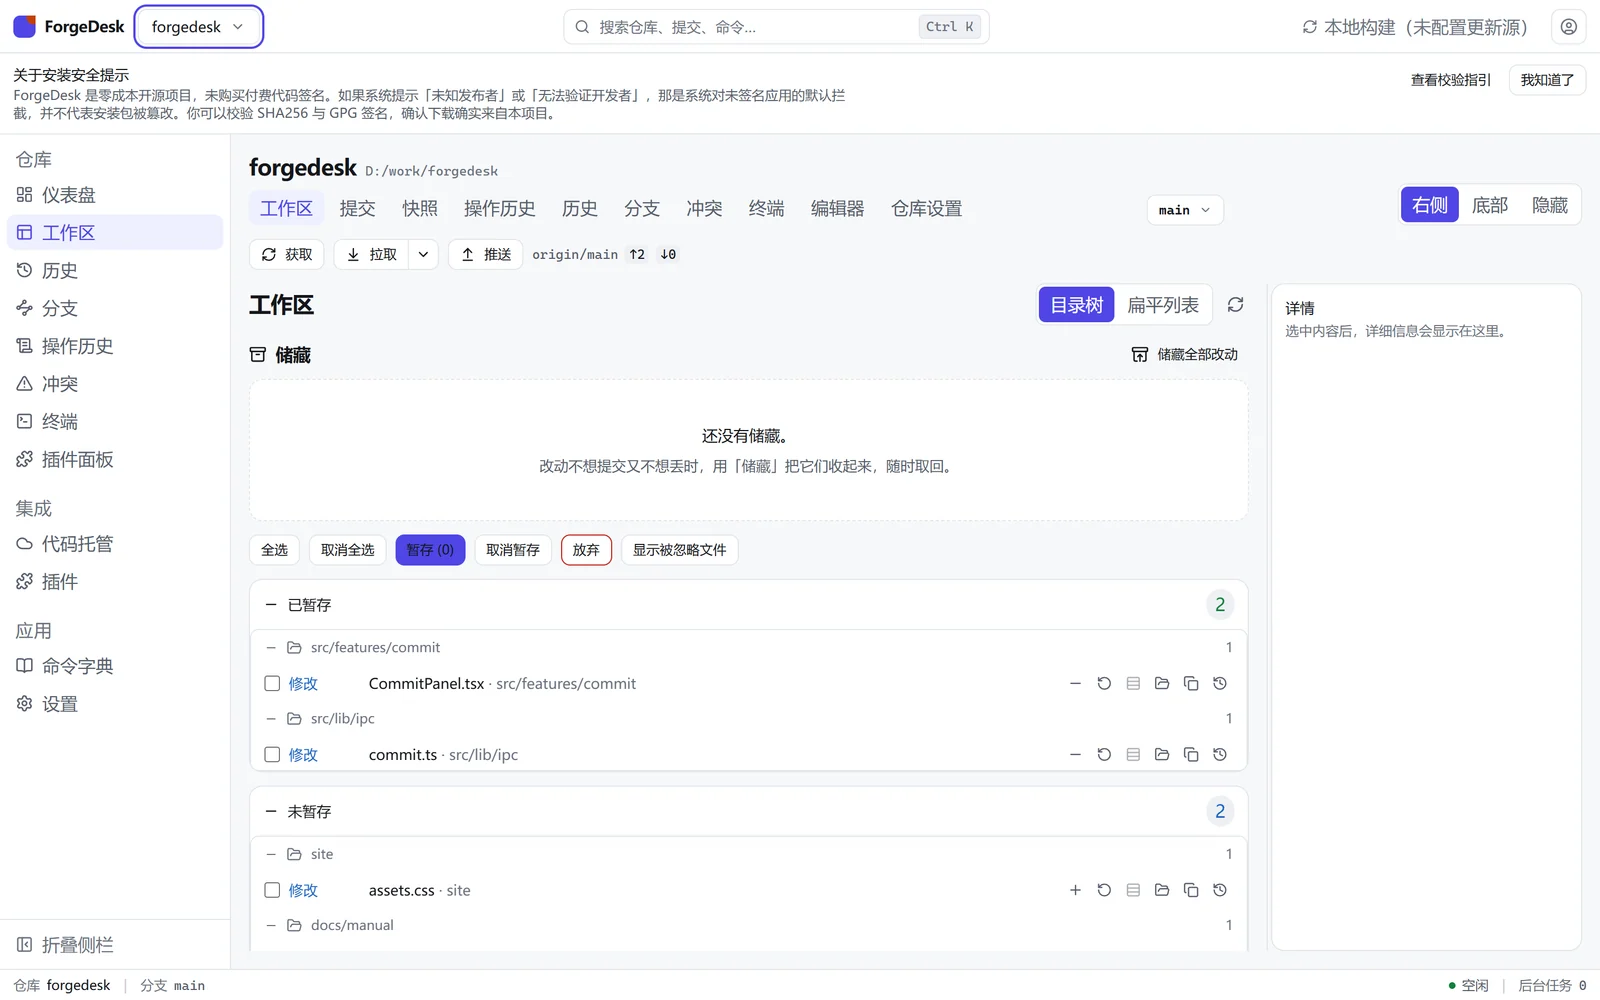 ForgeDesk
forgedesk
搜索仓库、提交、命令...
Ctrl K
本地构建（未配置更新源）
关于安装安全提示
ForgeDesk 是零成本开源项目，未购买付费代码签名。如果系统提示「未知发布者」或「无法验证开发者」，那是系统对未签名应用的默认拦
截，并不代表安装包被篡改。你可以校验 SHA256 与 GPG 签名，确认下载确实来自本项目。
查看校验指引
我知道了
仓库
仪表盘
工作区
历史
分支
操作历史
冲突
终端
插件面板
集成
代码托管
插件
应用
命令字典
设置
折叠侧栏
forgedesk D:/work/forgedesk
工作区 提交 快照 操作历史 历史 分支 冲突 终端 编辑器 仓库设置
main
右侧 底部 隐藏
获取 拉取 推送 origin/main ↑2 ↓0
工作区
目录树 扁平列表
储藏
储藏全部改动
还没有储藏。
改动不想提交又不想丢时，用「储藏」把它们收起来，随时取回。
全选 取消全选 暂存 (0) 取消暂存 放弃 显示被忽略文件
已暂存 2
src/features/commit 1
修改 CommitPanel.tsx · src/features/commit
src/lib/ipc 1
修改 commit.ts · src/lib/ipc
未暂存 2
site 1
修改 assets.css · site
docs/manual 1
详情
选中内容后，详细信息会显示在这里。
仓库 forgedesk 分支 main
空闲 后台任务 0